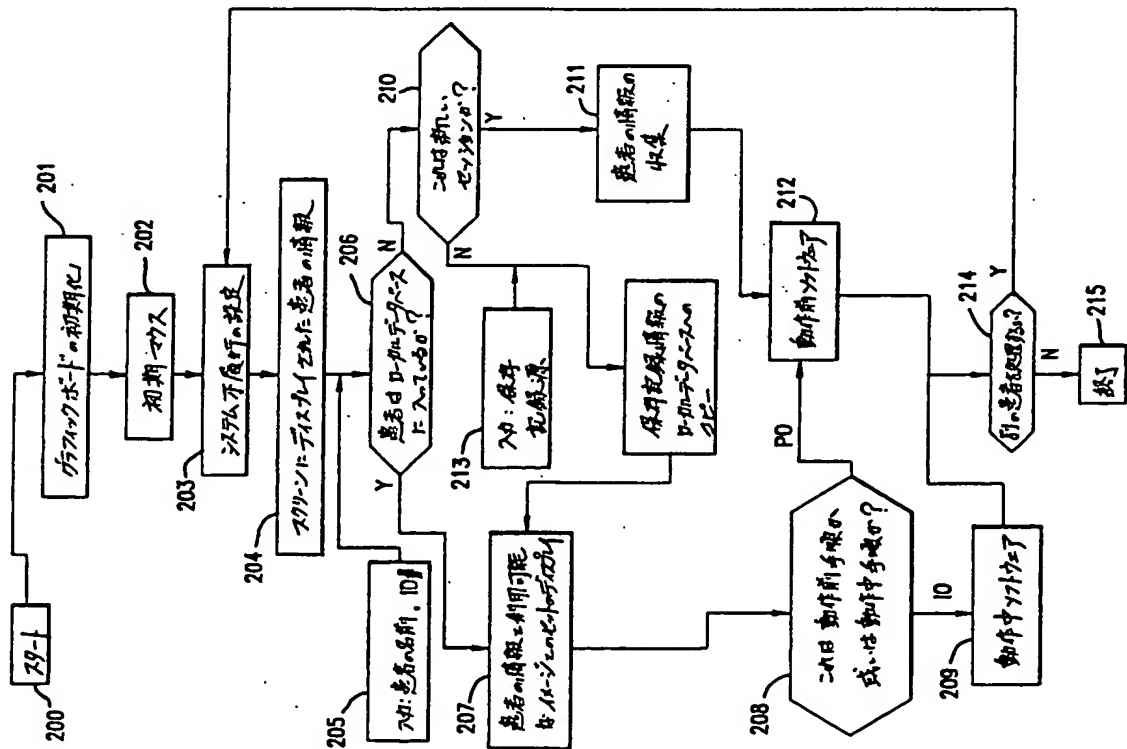 200
スタート
201
グラフィックボードの初期化
202
初期マウス
203
システム下限行の設定
204
スクリーンにディスプレイされた患者の情報
205
入力:患者の名前, ID#
206
患者はローカルデータベース
に入っているか?
Y
N
210
これは新しい
セッションか?
Y
N
211
患者の情報の
収集
213
入力:保存
記録源
保存記録情報の
ローカルデータベースへの
コピー
207
患者の情報と利用可能
なイメージとのセットのディスプレイ
208
これは動作前手順か
或いは動作中手順か?
PO
IO
209
動作中ソフトウェア
212
動作前ソフトウェア
214
別の患者を処理するか?
Y
N
215
終了